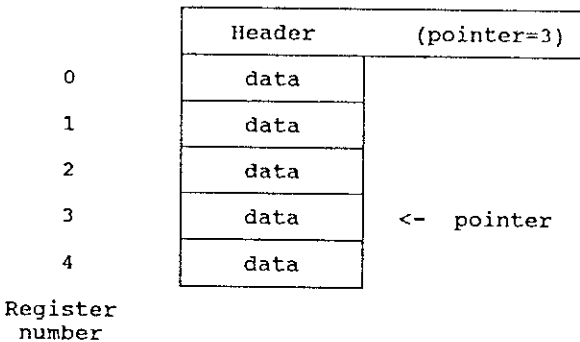 Header (pointer=3)
0 data
1 data
2 data
3 data <- pointer
4 data
Register
number